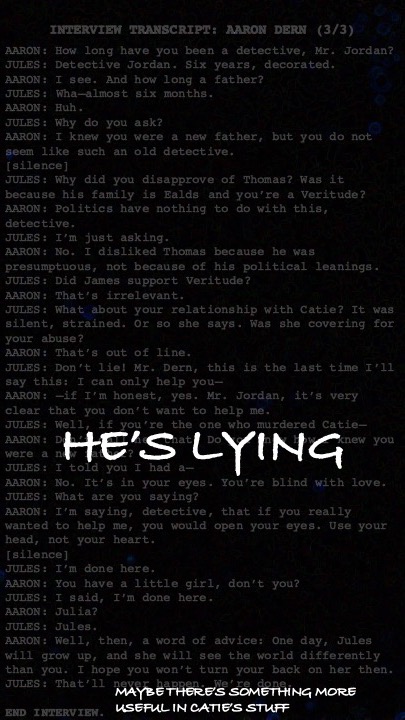 INTERVIEW TRANSCRIPT: AARON DERN (3/3)
AARON: How long have you been a detective, Mr. Jordan?
JULES: Detective Jordan. Six years, decorated.
AARON: I see. And how long a father?
JULES: Wha—almost six months.
AARON: Huh.
JULES: Why do you ask?
AARON: I knew you were a new father, but you do not
seem like such an old detective.
[silence]
JULES: Why did you disapprove of Thomas? Was it
because his family is Ealds and you're a Veritude?
AARON: Politics have nothing to do with this,
detective.
JULES: I'm just asking.
AARON: No. I disliked Thomas because he was
presumptuous, not because of his political leanings.
JULES: Did James support Veritude?
AARON: That's irrelevant.
JULES: What about your relationship with Catie? It was
silent, strained. Or so she says. Was she covering for
your abuse?
AARON: That's out of line.
JULES: Don't lie! Mr. Dern, this is the last time I'll
say this: I can only help you—
AARON: —if I'm honest, yes. Mr. Jordan, it's very
clear that you don't want to help me.
JULES: Well, if you're the one who murdered Catie—
AARON: knew you
were a new
HE'S LYING
JULES: I told you I had a—
AARON: No. It's in your eyes. You're blind with love.
JULES: What are you saying?
AARON: I'm saying, detective, that if you really
wanted to help me, you would open your eyes. Use your
head, not your heart.
[silence]
JULES: I'm done here.
AARON: You have a little girl, don't you?
JULES: I said, I'm done here.
AARON: Julia?
JULES: Jules.
AARON: Well, then, a word of advice: One day, Jules
will grow up, and she will see the world differently
than you. I hope you won't turn your back on her then.
JULES: That'll never happen. We're done.
END INTERVIEW.
MAYBE THERE'S SOMETHING MORE
USEFUL IN CATIE'S STUFF